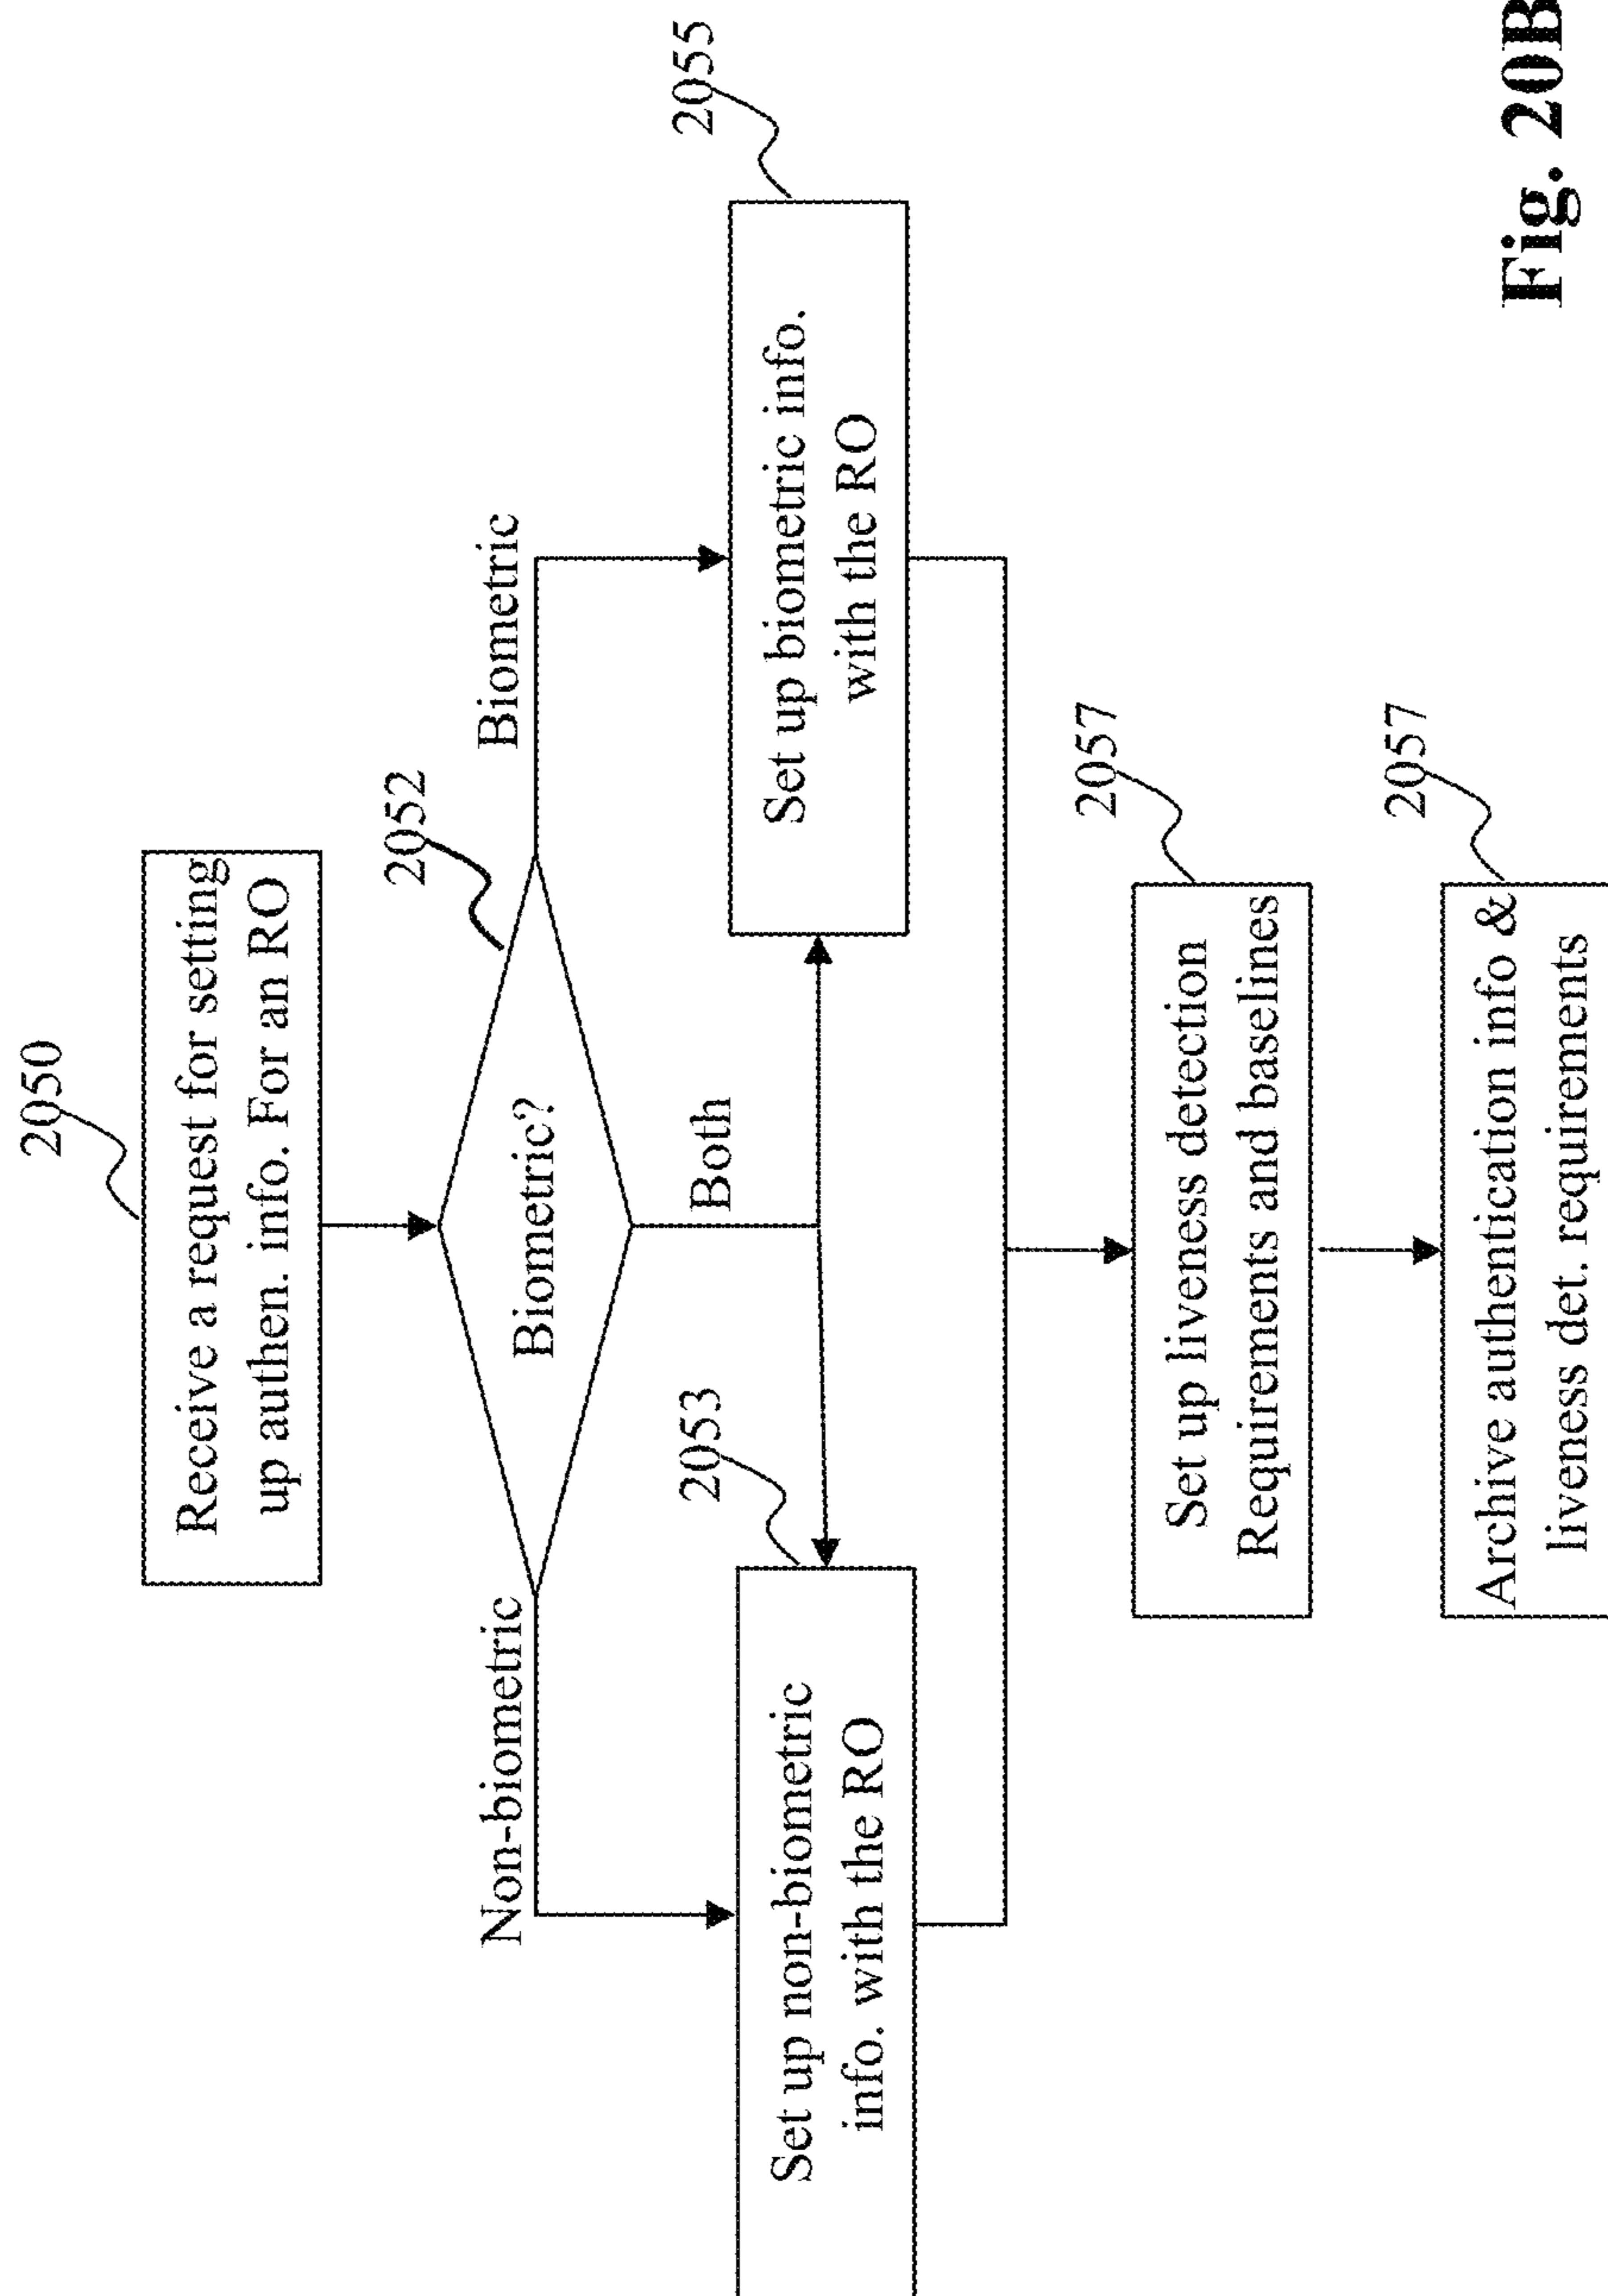 2050
Receive a request for setting
up authen. info. For an RO
2052
Non-biometric
Biometric?
Biometric
Both
2053
2055
Set up non-biometric
info. with the RO
Set up biometric info.
with the RO
2057
Set up liveness detection
Requirements and baselines
2057
Archive authentication info &
liveness det. requirements
Fig. 20B